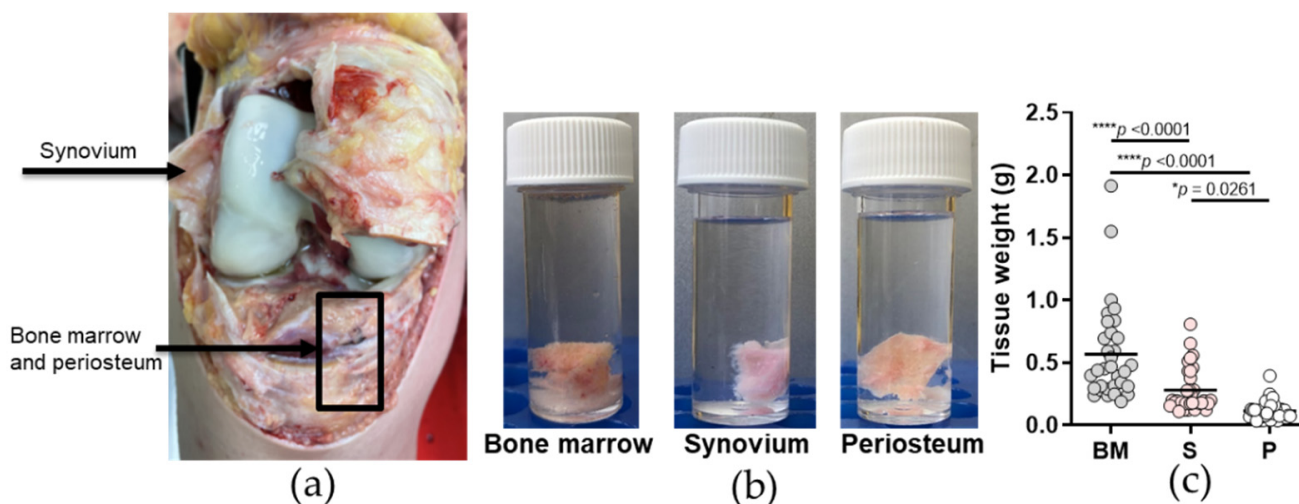 Synovium
Bone marrow
and periosteum
(a)
Bone marrow
Synovium
Periosteum
(b)
Tissue weight (g)
2.5
2.0
1.5
1.0
0.5
0.0
****p <0.0001
****p <0.0001
*p = 0.0261
BM
S
P
(c)